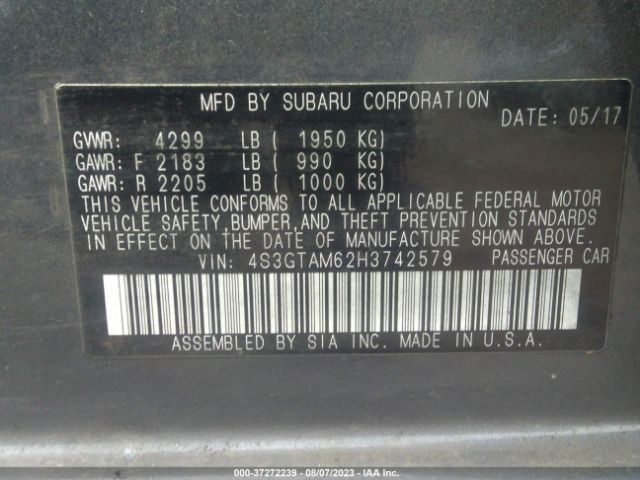 MFD BY SUBARU CORPORATION
DATE: 05/17
GVWR: 4299 LB ( 1950 KG)
GAWR: F 2183 LB ( 990 KG)
GAWR: R 2205 LB ( 1000 KG)
THIS VEHICLE CONFORMS TO ALL APPLICABLE FEDERAL MOTOR
VEHICLE SAFETY,BUMPER,AND THEFT PREVENTION STANDARDS
IN EFFECT ON THE DATE OF MANUFACTURE SHOWN ABOVE.
VIN: 4S3GTAM62H3742579 PASSENGER CAR
ASSEMBLED BY SIA INC. MADE IN U.S.A.
000-37272239 - 08/07/2023 - IAA Inc.